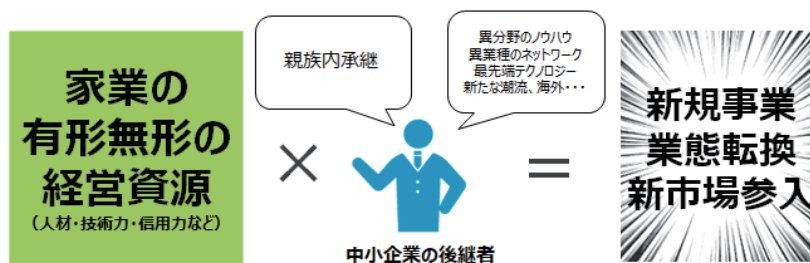 家業の
有形無形の
経営資源
(人材・技術力・信用力など)
×
親族内承継
異分野のノウハウ
異業種のネットワーク
最先端テクノロジー
新たな潮流、海外・・・
中小企業の後継者
=
新規事業
業態転換
新市場参入